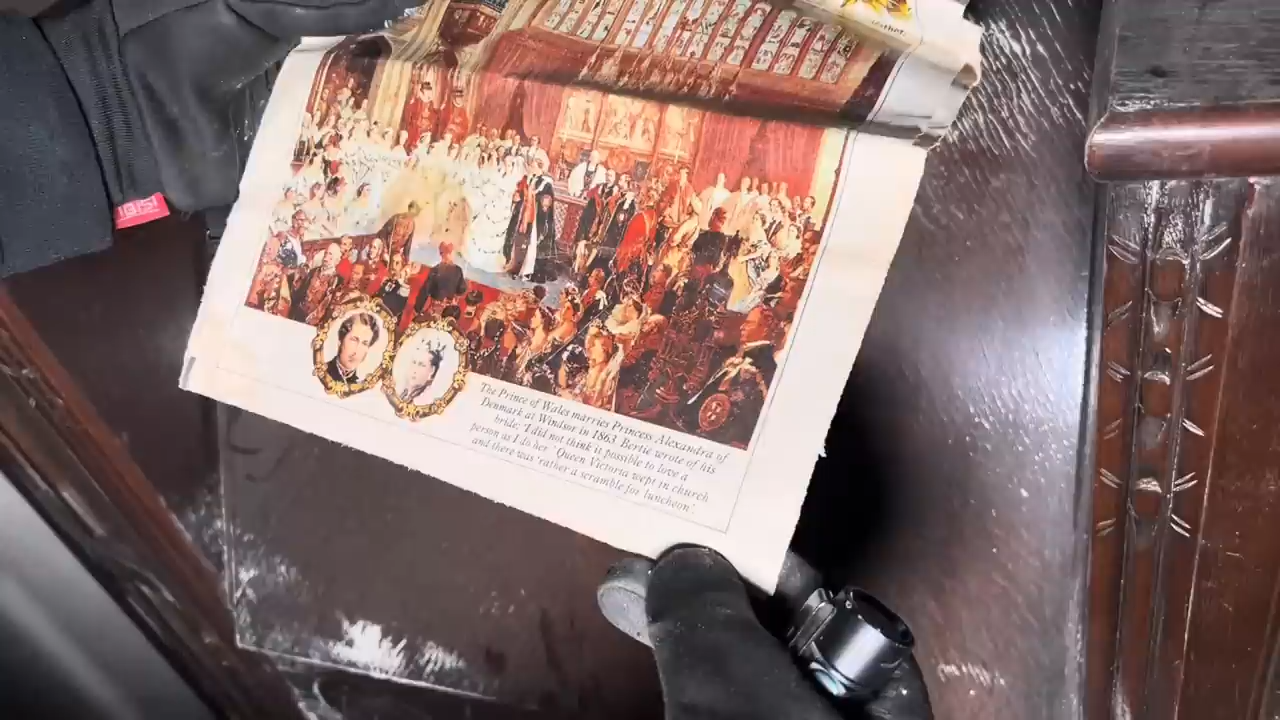 father.
The Prince of Wales marries Princess Alexandra of
Denmark at Windsor in 1863. Bertie wrote of his
bride: 'I did not think it possible to love a
person as I do her.' Queen Victoria wept in church
and there was 'rather a scramble for luncheon'.